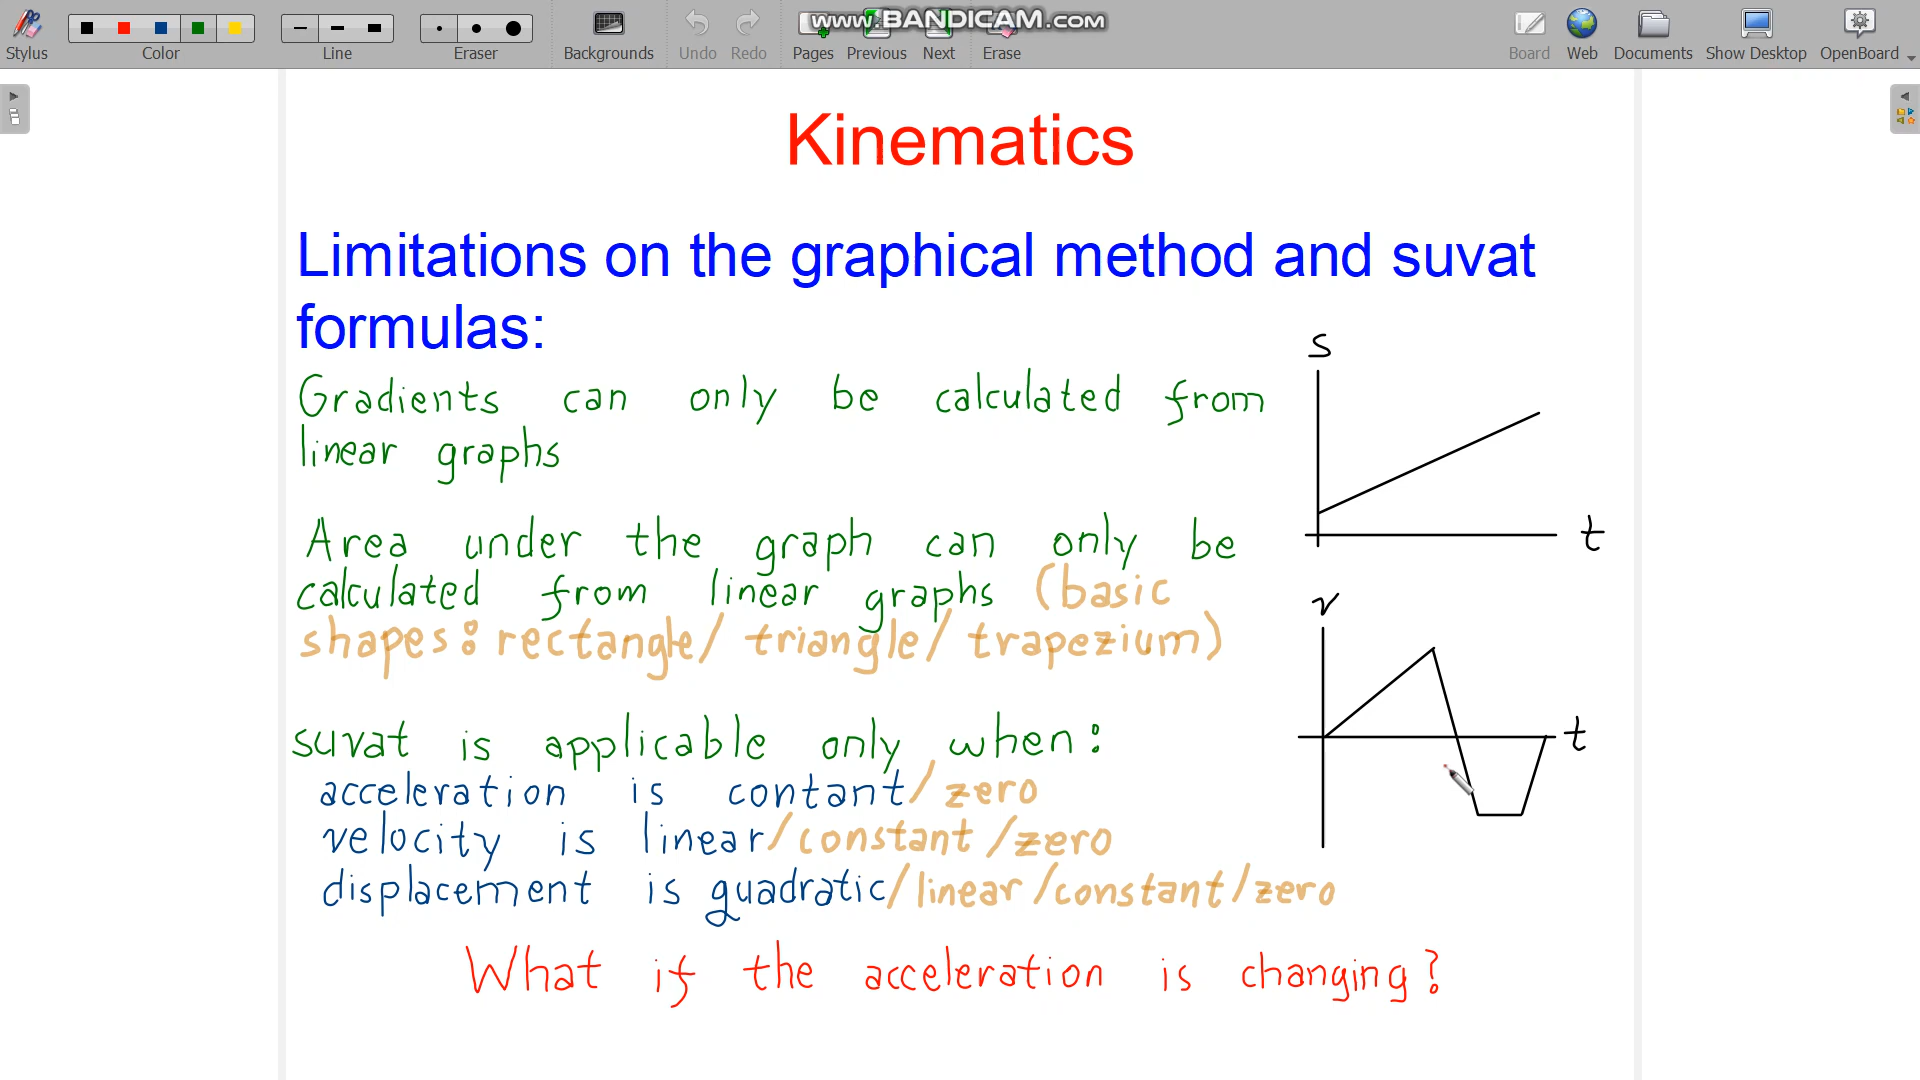 www.BANDICAM.com
Stylus
Color
Line
Eraser
Backgrounds
Undo
Redo
Pages
Previous
Next
Erase
Board
Web
Documents
Show Desktop
OpenBoard
Kinematics
Limitations on the graphical method and suvat
formulas:
Gradients can only be calculated from
linear graphs
Area under the graph can only be
calculated from linear graphs (basic
shapes: rectangle/ triangle/ trapezium)
suvat is applicable only when:
acceleration is contant/ zero
velocity is linear/constant/zero
displacement is quadratic/linear/constant/zero
What if the acceleration is changing?
s
t
v
t